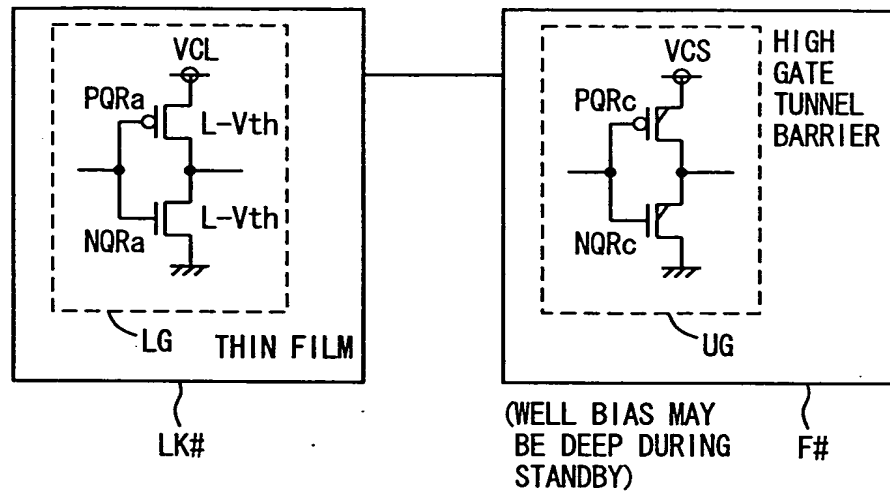 VCL
PQRa
L-Vth
L-Vth
NQRa
LG
THIN FILM
LK#
VCS
PQRc
NQRc
UG
HIGH
GATE
TUNNEL
BARRIER
(WELL BIAS MAY
BE DEEP DURING
STANDBY)
F#